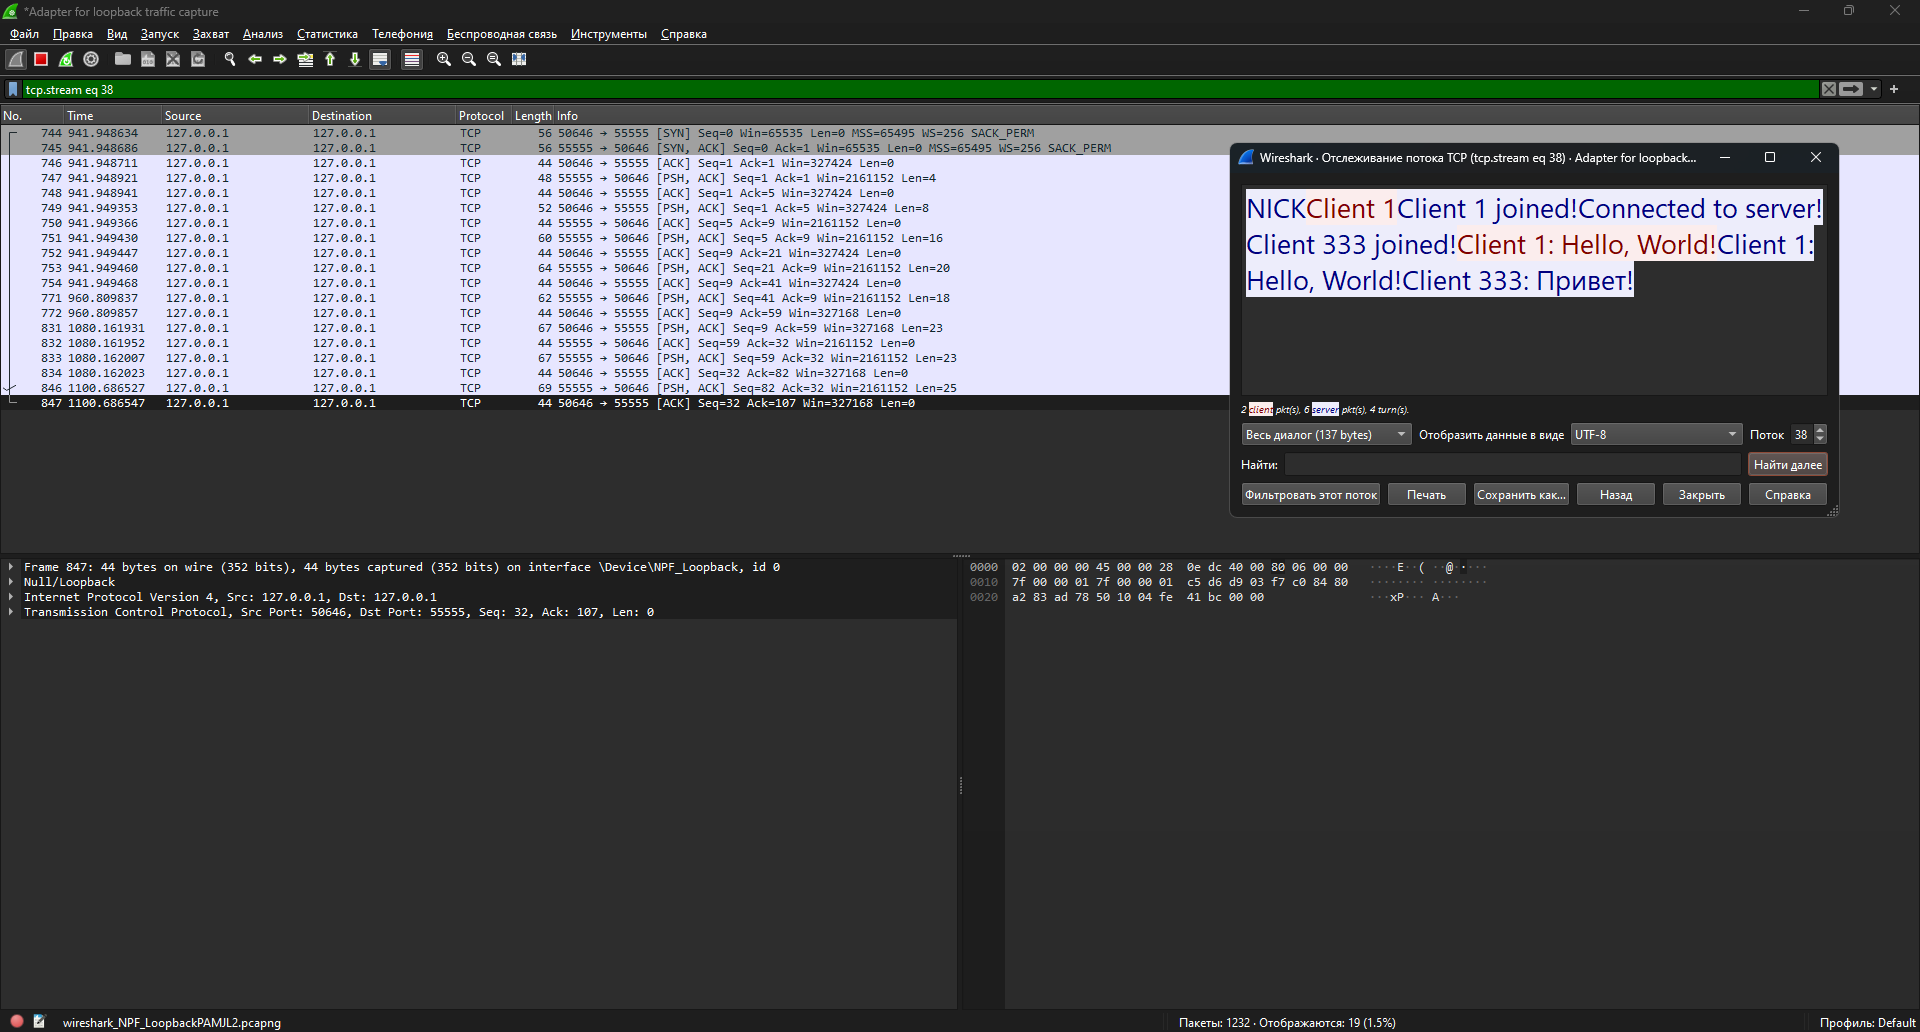 *Adapter for loopback traffic capture
Файл Правка Вид Запуск Захват Анализ Статистика Телефония Беспроводная связь Инструменты Справка
tcp.stream eq 38
No. Time Source Destination Protocol Length Info
744 941.948634 127.0.0.1 127.0.0.1 TCP 56 50646 → 55555 [SYN] Seq=0 Win=65535 Len=0 MSS=65495 WS=256 SACK_PERM
745 941.948686 127.0.0.1 127.0.0.1 TCP 56 55555 → 50646 [SYN, ACK] Seq=0 Ack=1 Win=65535 Len=0 MSS=65495 WS=256 SACK_PERM
746 941.948711 127.0.0.1 127.0.0.1 TCP 44 50646 → 55555 [ACK] Seq=1 Ack=1 Win=327424 Len=0
747 941.948921 127.0.0.1 127.0.0.1 TCP 48 55555 → 50646 [PSH, ACK] Seq=1 Ack=1 Win=2161152 Len=4
748 941.948941 127.0.0.1 127.0.0.1 TCP 44 50646 → 55555 [ACK] Seq=1 Ack=5 Win=327424 Len=0
749 941.949353 127.0.0.1 127.0.0.1 TCP 52 50646 → 55555 [PSH, ACK] Seq=1 Ack=5 Win=327424 Len=8
750 941.949366 127.0.0.1 127.0.0.1 TCP 44 55555 → 50646 [ACK] Seq=5 Ack=9 Win=2161152 Len=0
751 941.949430 127.0.0.1 127.0.0.1 TCP 60 55555 → 50646 [PSH, ACK] Seq=5 Ack=9 Win=2161152 Len=16
752 941.949447 127.0.0.1 127.0.0.1 TCP 44 50646 → 55555 [ACK] Seq=9 Ack=21 Win=327424 Len=0
753 941.949460 127.0.0.1 127.0.0.1 TCP 64 55555 → 50646 [PSH, ACK] Seq=21 Ack=9 Win=2161152 Len=20
754 941.949468 127.0.0.1 127.0.0.1 TCP 44 50646 → 55555 [ACK] Seq=9 Ack=41 Win=327424 Len=0
771 960.809837 127.0.0.1 127.0.0.1 TCP 62 55555 → 50646 [PSH, ACK] Seq=41 Ack=9 Win=2161152 Len=18
772 960.809857 127.0.0.1 127.0.0.1 TCP 44 50646 → 55555 [ACK] Seq=9 Ack=59 Win=327168 Len=0
831 1080.161931 127.0.0.1 127.0.0.1 TCP 67 50646 → 55555 [PSH, ACK] Seq=9 Ack=59 Win=327168 Len=23
832 1080.161952 127.0.0.1 127.0.0.1 TCP 44 55555 → 50646 [ACK] Seq=59 Ack=32 Win=2161152 Len=0
833 1080.162007 127.0.0.1 127.0.0.1 TCP 67 55555 → 50646 [PSH, ACK] Seq=59 Ack=32 Win=2161152 Len=23
834 1080.162023 127.0.0.1 127.0.0.1 TCP 44 50646 → 55555 [ACK] Seq=32 Ack=82 Win=327168 Len=0
846 1100.686527 127.0.0.1 127.0.0.1 TCP 69 55555 → 50646 [PSH, ACK] Seq=82 Ack=32 Win=2161152 Len=25
847 1100.686547 127.0.0.1 127.0.0.1 TCP 44 50646 → 55555 [ACK] Seq=32 Ack=107 Win=327168 Len=0
Wireshark · Отслеживание потока TCP (tcp.stream eq 38) · Adapter for loopback...
NICKClient 1Client 1 joined!Connected to server!
Client 333 joined!Client 1: Hello, World!Client 1:
Hello, World!Client 333: Привет!
2 client pkt(s), 6 server pkt(s), 4 turn(s).
Весь диалог (137 bytes) Отобразить данные в виде UTF-8 Поток 38
Найти: Найти далее
Фильтровать этот поток Печать Сохранить как... Назад Закрыть Справка
Frame 847: 44 bytes on wire (352 bits), 44 bytes captured (352 bits) on interface \Device\NPF_Loopback, id 0
Null/Loopback
Internet Protocol Version 4, Src: 127.0.0.1, Dst: 127.0.0.1
Transmission Control Protocol, Src Port: 50646, Dst Port: 55555, Seq: 32, Ack: 107, Len: 0
0000 02 00 00 00 45 00 00 28 0e dc 40 00 80 06 00 00 ····E··( ··@·····
0010 7f 00 00 01 7f 00 00 01 c5 d6 d9 03 f7 c0 84 80 ········ ········
0020 a2 83 ad 78 50 10 04 fe 41 bc 00 00 ···xP··· A···
wireshark_NPF_LoopbackPAMJL2.pcapng
Пакеты: 1232 · Отображаются: 19 (1.5%)
Профиль: Default